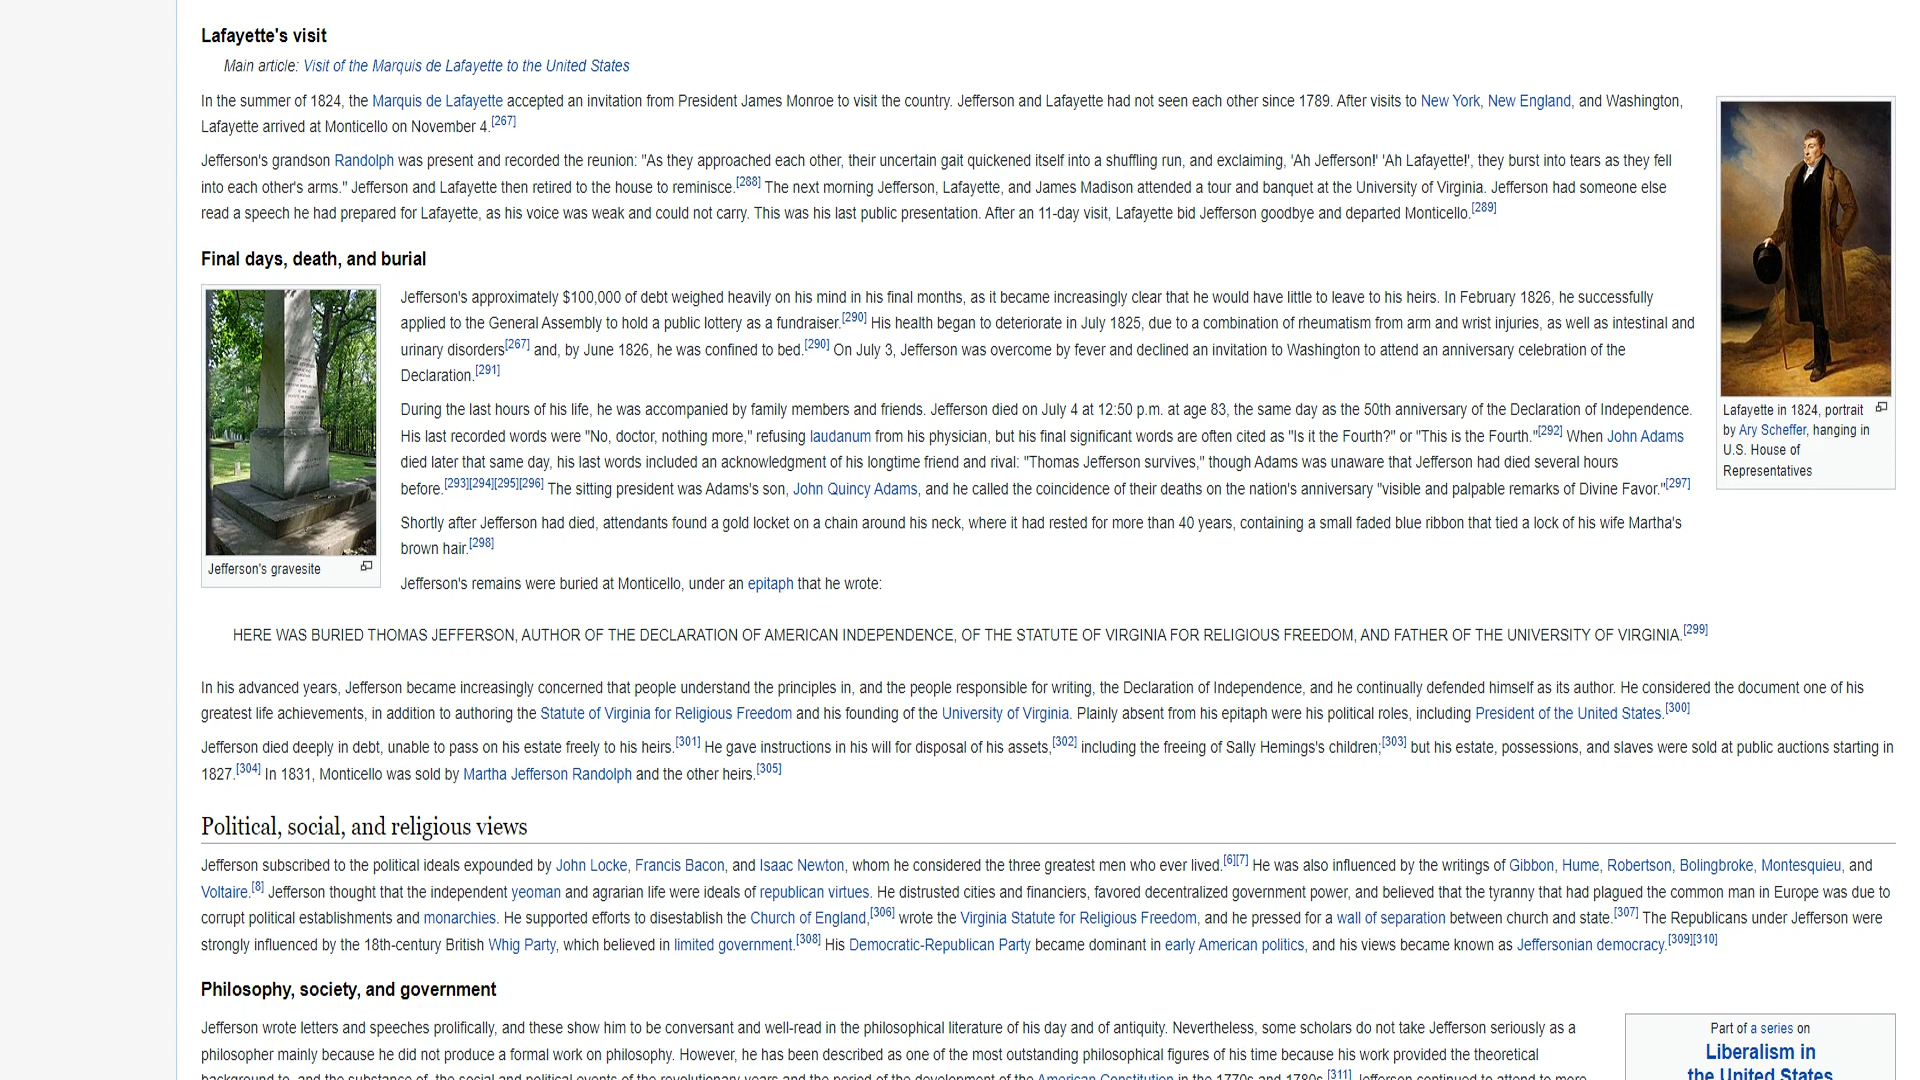 Lafayette's visit
Main article: Visit of the Marquis de Lafayette to the United States
In the summer of 1824, the Marquis de Lafayette accepted an invitation from President James Monroe to visit the country. Jefferson and Lafayette had not seen each other since 1789. After visits to New York, New England, and Washington,
Lafayette arrived at Monticello on November 4.[267]
Jefferson's grandson Randolph was present and recorded the reunion: "As they approached each other, their uncertain gait quickened itself into a shuffling run, and exclaiming, 'Ah Jefferson!' 'Ah Lafayette!', they burst into tears as they fell
into each other's arms." Jefferson and Lafayette then retired to the house to reminisce.[288] The next morning Jefferson, Lafayette, and James Madison attended a tour and banquet at the University of Virginia. Jefferson had someone else
read a speech he had prepared for Lafayette, as his voice was weak and could not carry. This was his last public presentation. After an 11-day visit, Lafayette bid Jefferson goodbye and departed Monticello.[289]
Lafayette in 1824, portrait
by Ary Scheffer, hanging in
U.S. House of
Representatives
Final days, death, and burial
Jefferson's gravesite
Jefferson's approximately $100,000 of debt weighed heavily on his mind in his final months, as it became increasingly clear that he would have little to leave to his heirs. In February 1826, he successfully
applied to the General Assembly to hold a public lottery as a fundraiser.[290] His health began to deteriorate in July 1825, due to a combination of rheumatism from arm and wrist injuries, as well as intestinal and
urinary disorders[267] and, by June 1826, he was confined to bed.[290] On July 3, Jefferson was overcome by fever and declined an invitation to Washington to attend an anniversary celebration of the
Declaration.[291]
During the last hours of his life, he was accompanied by family members and friends. Jefferson died on July 4 at 12:50 p.m. at age 83, the same day as the 50th anniversary of the Declaration of Independence.
His last recorded words were "No, doctor, nothing more," refusing laudanum from his physician, but his final significant words are often cited as "Is it the Fourth?" or "This is the Fourth."[292] When John Adams
died later that same day, his last words included an acknowledgment of his longtime friend and rival: "Thomas Jefferson survives," though Adams was unaware that Jefferson had died several hours
before.[293][294][295][296] The sitting president was Adams's son, John Quincy Adams, and he called the coincidence of their deaths on the nation's anniversary "visible and palpable remarks of Divine Favor."[297]
Shortly after Jefferson had died, attendants found a gold locket on a chain around his neck, where it had rested for more than 40 years, containing a small faded blue ribbon that tied a lock of his wife Martha's
brown hair.[298]
Jefferson's remains were buried at Monticello, under an epitaph that he wrote:
HERE WAS BURIED THOMAS JEFFERSON, AUTHOR OF THE DECLARATION OF AMERICAN INDEPENDENCE, OF THE STATUTE OF VIRGINIA FOR RELIGIOUS FREEDOM, AND FATHER OF THE UNIVERSITY OF VIRGINIA.[299]
In his advanced years, Jefferson became increasingly concerned that people understand the principles in, and the people responsible for writing, the Declaration of Independence, and he continually defended himself as its author. He considered the document one of his
greatest life achievements, in addition to authoring the Statute of Virginia for Religious Freedom and his founding of the University of Virginia. Plainly absent from his epitaph were his political roles, including President of the United States.[300]
Jefferson died deeply in debt, unable to pass on his estate freely to his heirs.[301] He gave instructions in his will for disposal of his assets,[302] including the freeing of Sally Hemings's children;[303] but his estate, possessions, and slaves were sold at public auctions starting in
1827.[304] In 1831, Monticello was sold by Martha Jefferson Randolph and the other heirs.[305]
Political, social, and religious views
Jefferson subscribed to the political ideals expounded by John Locke, Francis Bacon, and Isaac Newton, whom he considered the three greatest men who ever lived.[6][7] He was also influenced by the writings of Gibbon, Hume, Robertson, Bolingbroke, Montesquieu, and
Voltaire.[8] Jefferson thought that the independent yeoman and agrarian life were ideals of republican virtues. He distrusted cities and financiers, favored decentralized government power, and believed that the tyranny that had plagued the common man in Europe was due to
corrupt political establishments and monarchies. He supported efforts to disestablish the Church of England,[306] wrote the Virginia Statute for Religious Freedom, and he pressed for a wall of separation between church and state.[307] The Republicans under Jefferson were
strongly influenced by the 18th-century British Whig Party, which believed in limited government.[308] His Democratic-Republican Party became dominant in early American politics, and his views became known as Jeffersonian democracy.[309][310]
Philosophy, society, and government
Jefferson wrote letters and speeches prolifically, and these show him to be conversant and well-read in the philosophical literature of his day and of antiquity. Nevertheless, some scholars do not take Jefferson seriously as a
philosopher mainly because he did not produce a formal work on philosophy. However, he has been described as one of the most outstanding philosophical figures of his time because his work provided the theoretical
background to, and the substance of, the social and political events of the revolutionary years and the period of the development of the American Constitution in the 1770s and 1780s.[311] Jefferson continued to attend to more
Part of a series on
Liberalism in
the United States